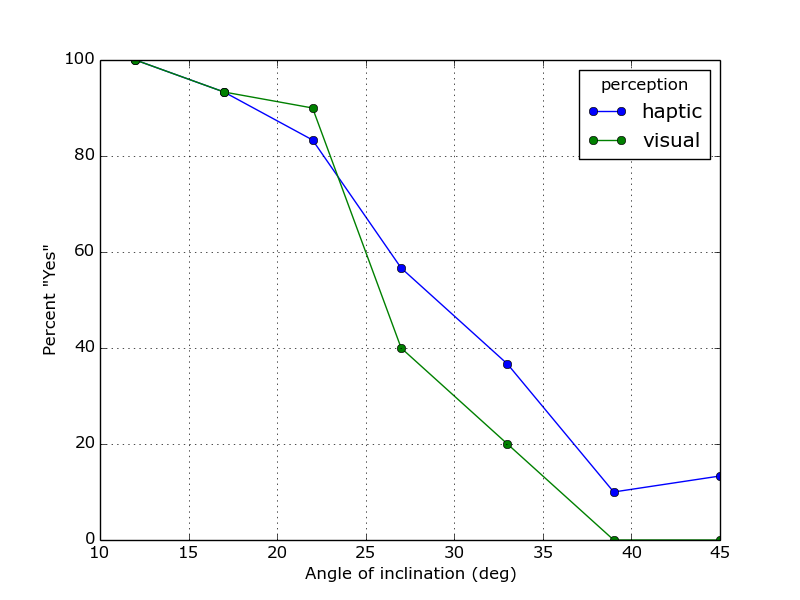 100
80
60
40
20
0
Percent "Yes"
perception
haptic
visual
10 15 20 25 30 35 40 45
Angle of inclination (deg)